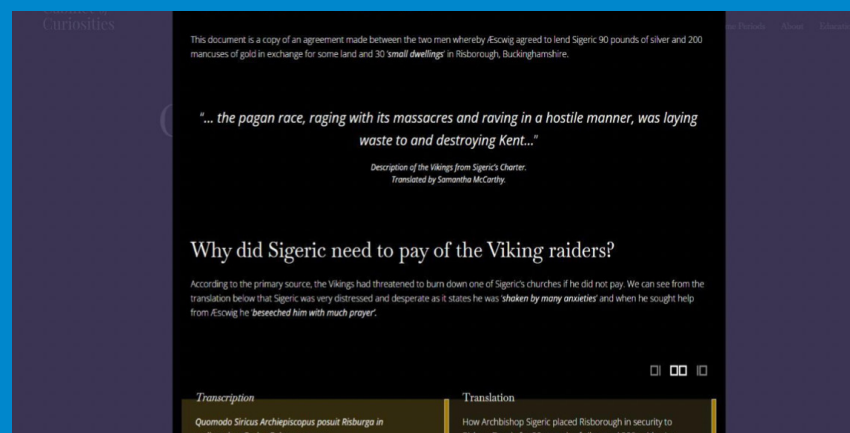 Curiosities
This document is a copy of an agreement made between the two men whereby Æscwig agreed to lend Sigeric 90 pounds of silver and 200
mancuses of gold in exchange for some land and 30 'small dwellings' in Risborough, Buckinghamshire.
"... the pagan race, raging with its massacres and raving in a hostile manner, was laying
waste to and destroying Kent..."
Description of the Vikings from Sigeric's Charter.
Translated by Samantha McCarthy.
Why did Sigeric need to pay of the Viking raiders?
According to the primary source, the Vikings had threatened to burn down one of Sigeric's churches if he did not pay. We can see from the
translation below that Sigeric was very distressed and desperate as it states he was 'shaken by many anxieties' and when he sought help
from Æscwig he 'beseeched him with much prayer'.
Transcription
Quomodo Siricus Archiepiscopus posuit Risburga in
Translation
How Archbishop Sigeric placed Risborough in security to